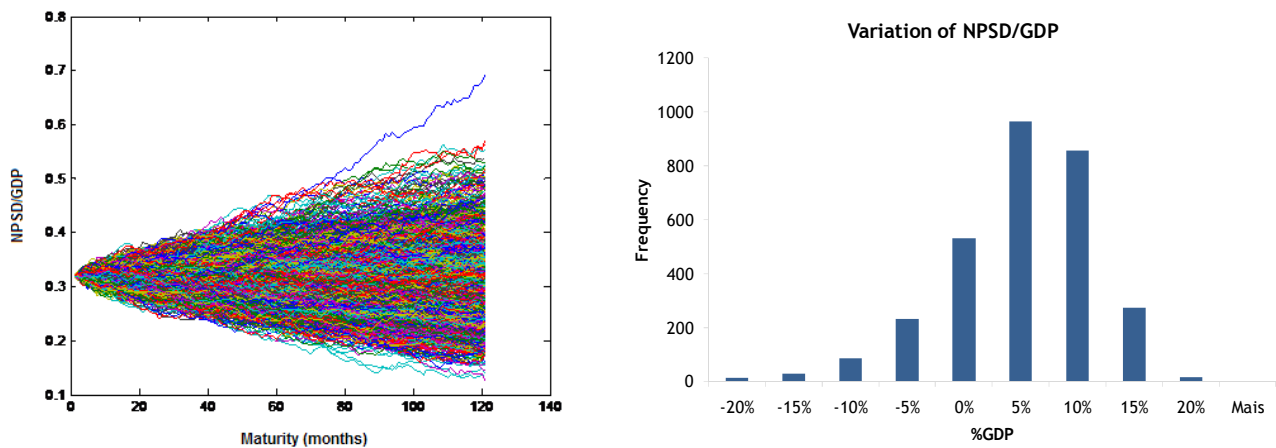 0.8
0.7
0.6
0.5
0.4
0.3
0.2
0.1
NPSD/GDP
0 20 40 60 80 100 120 140
Maturity (months)
Variation of NPSD/GDP
1200
1000
800
600
400
200
0
Frequency
-20% -15% -10% -5% 0% 5% 10% 15% 20% Mais
%GDP